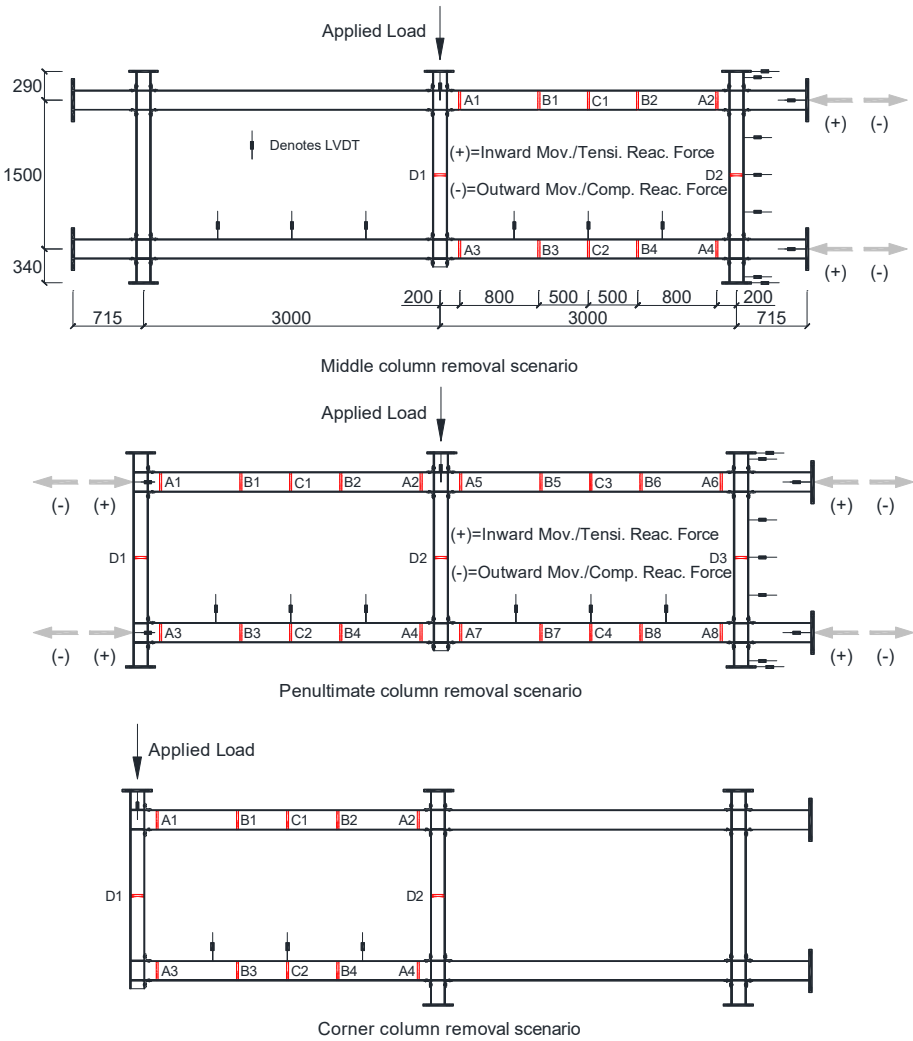 Applied Load
290
A1 B1 C1 B2 A2
(+) (-)
Denotes LVDT
(+)=Inward Mov./Tensi. Reac. Force
1500
D1 D2
(-)=Outward Mov./Comp. Reac. Force
A3 B3 C2 B4 A4
340
(+) (-)
200 800 500 500 800 200
715 3000 3000 715
Middle column removal scenario
Applied Load
A1 B1 C1 B2 A2 A5 B5 C3 B6 A6
(-) (+) (+) (-)
(+)=Inward Mov./Tensi. Reac. Force
D1 D2 D3
(-)=Outward Mov./Comp. Reac. Force
A3 B3 C2 B4 A4 A7 B7 C4 B8 A8
(-) (+) (+) (-)
Penultimate column removal scenario
Applied Load
A1 B1 C1 B2 A2
D1 D2
A3 B3 C2 B4 A4
Corner column removal scenario